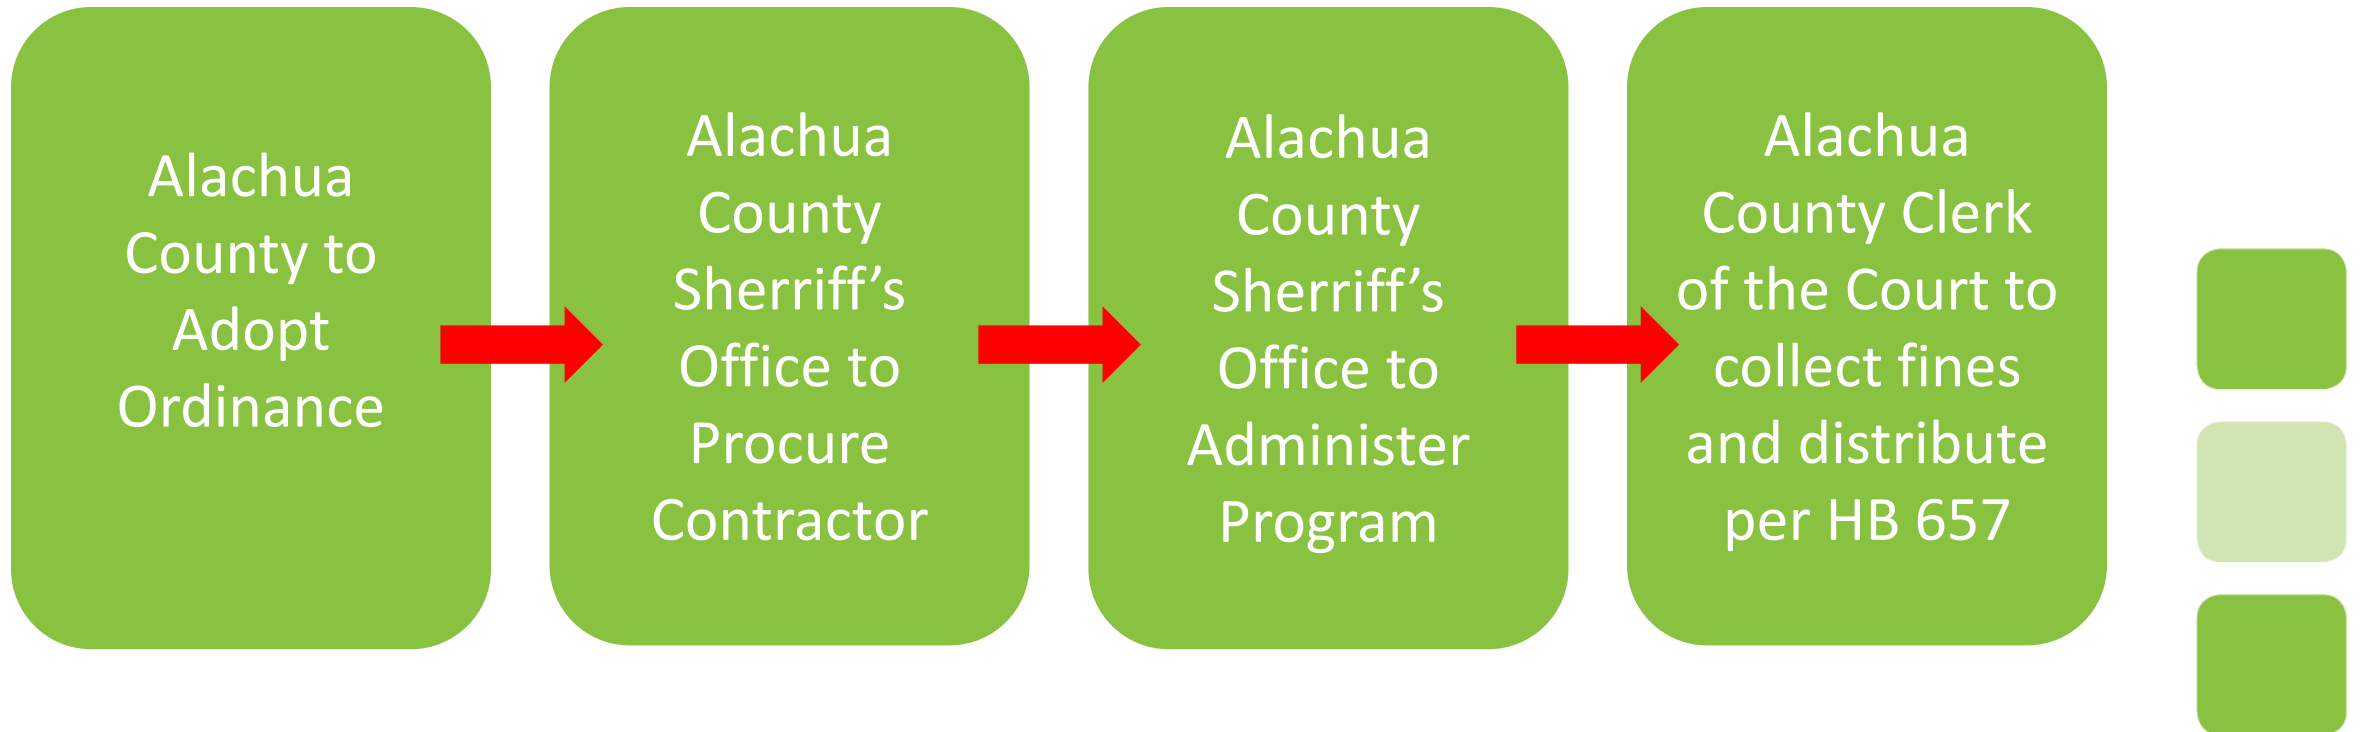 Alachua
County to
Adopt
Ordinance
Alachua
County
Sherriff’s
Office to
Procure
Contractor
Alachua
County
Sherriff’s
Office to
Administer
Program
Alachua
County Clerk
of the Court to
collect fines
and distribute
per HB 657